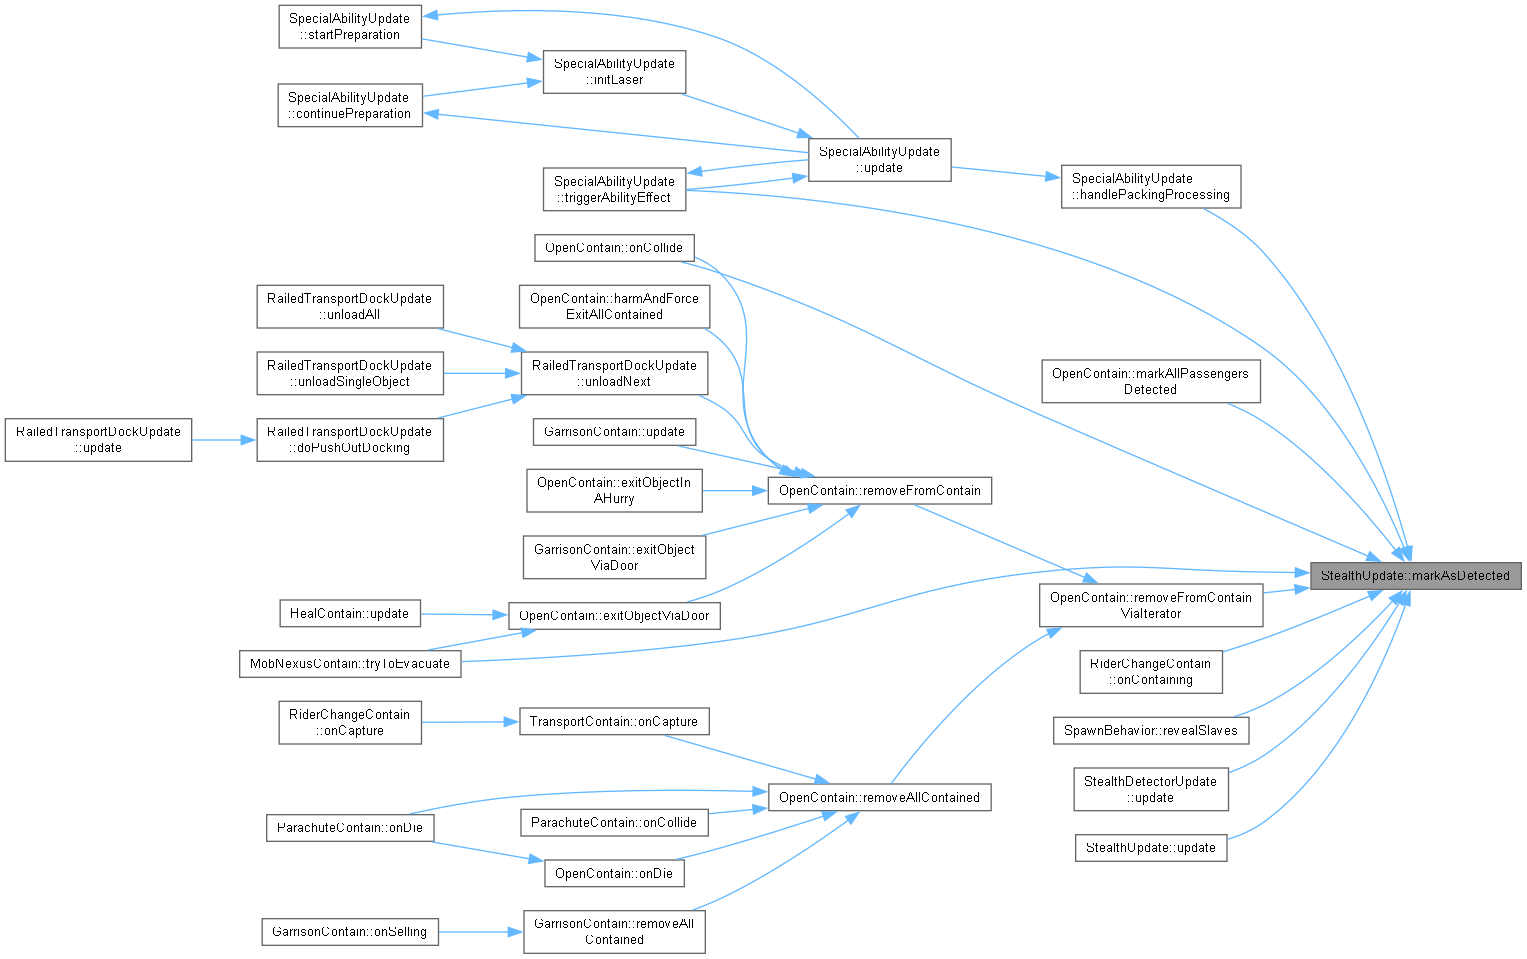 SpecialAbilityUpdate
::startPreparation
SpecialAbilityUpdate
::initLaser
SpecialAbilityUpdate
::continuePreparation
SpecialAbilityUpdate
::update
SpecialAbilityUpdate
::triggerAbilityEffect
SpecialAbilityUpdate
::handlePackingProcessing
OpenContain::onCollide
RailedTransportDockUpdate
::unloadAll
OpenContain::harmAndForce
ExitAllContained
RailedTransportDockUpdate
::unloadSingleObject
RailedTransportDockUpdate
::unloadNext
OpenContain::markAllPassengers
Detected
RailedTransportDockUpdate
::update
RailedTransportDockUpdate
::doPushOutDocking
GarrisonContain::update
OpenContain::exitObjectIn
AHurry
OpenContain::removeFromContain
GarrisonContain::exitObject
ViaDoor
StealthUpdate::markAsDetected
HealContain::update
OpenContain::exitObjectViaDoor
OpenContain::removeFromContain
ViaIterator
MobNexusContain::tryToEvacuate
RiderChangeContain
::onContaining
RiderChangeContain
::onCapture
TransportContain::onCapture
SpawnBehavior::revealSlaves
StealthDetectorUpdate
::update
OpenContain::removeAllContained
ParachuteContain::onDie
ParachuteContain::onCollide
StealthUpdate::update
OpenContain::onDie
GarrisonContain::onSelling
GarrisonContain::removeAll
Contained